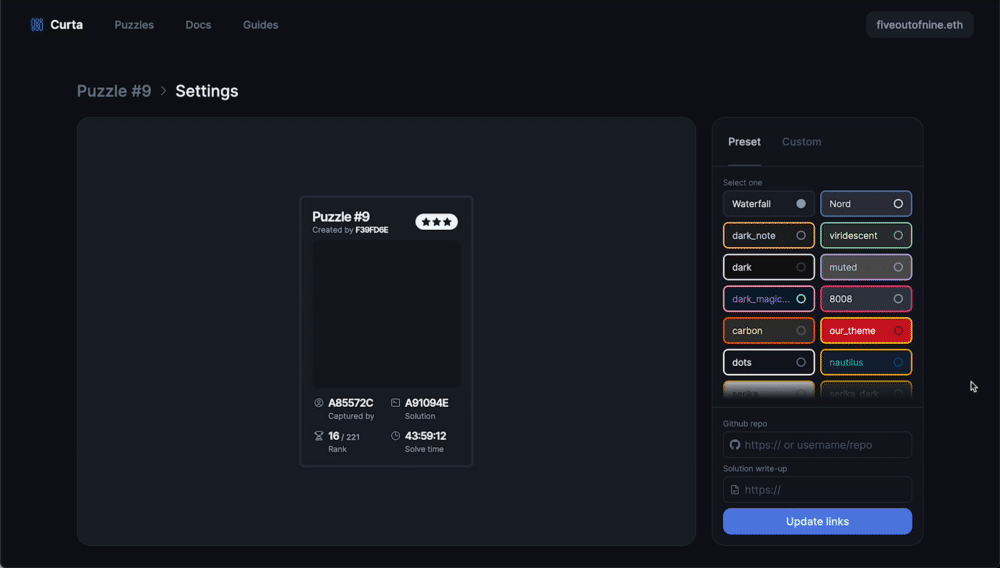 Curta
Puzzles
Docs
Guides
fiveoutofnine.eth
Puzzle #9 > Settings
Puzzle #9
Created by F39FD6E
A85572C
Captured by
A91094E
Solution
16 / 221
Rank
43:59:12
Solve time
Preset
Custom
Select one
Waterfall
Nord
dark_note
viridescent
dark
muted
dark_magic...
8008
carbon
our_theme
dots
nautilus
serika
serika_dark
Github repo
https:// or username/repo
Solution write-up
https://
Update links